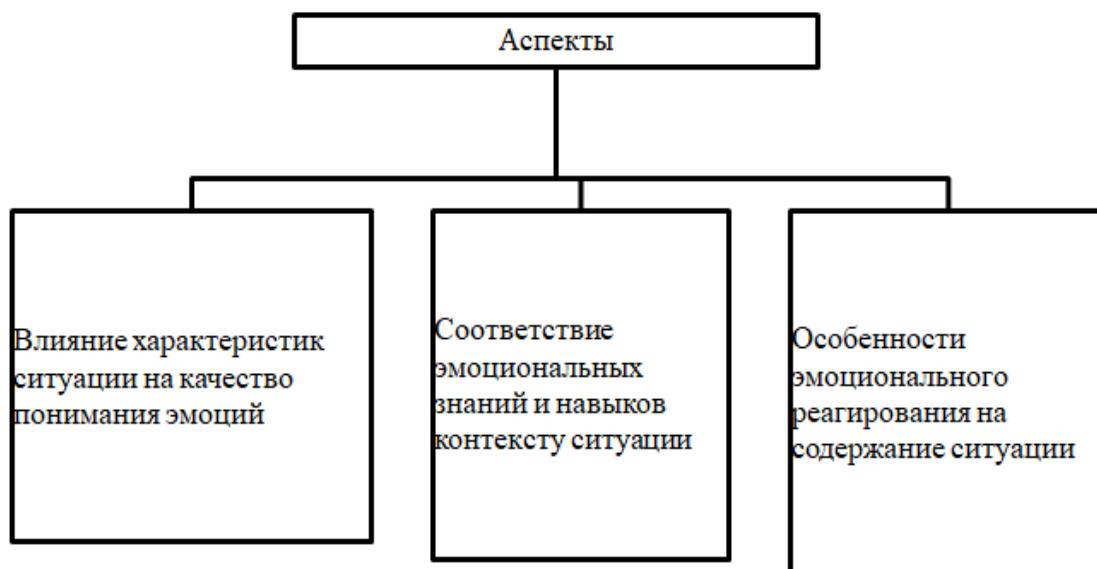 Аспекты
Влияние характеристик
ситуации на качество
понимания эмоций
Соответствие
эмоциональных
знаний и навыков
контексту ситуации
Особенности
эмоционального
реагирования на
содержание ситуации